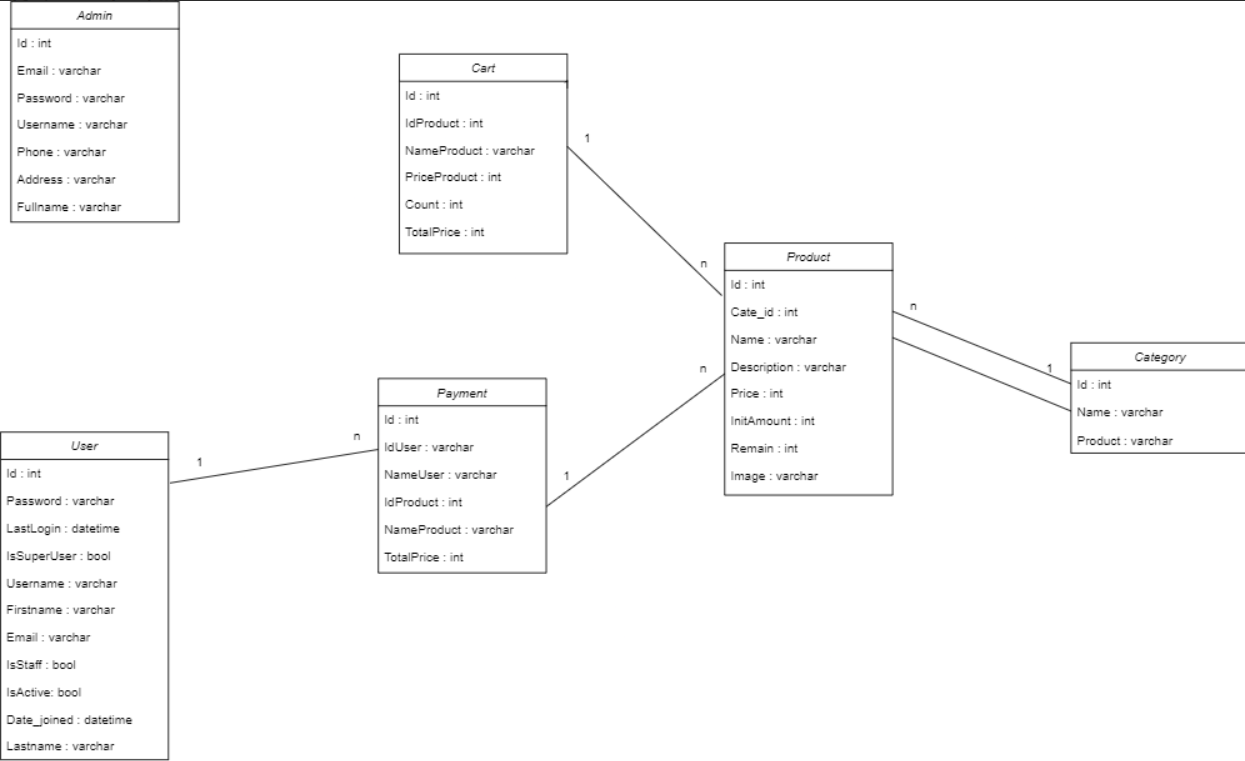 Admin
Id : int
Email : varchar
Password : varchar
Username : varchar
Phone : varchar
Address : varchar
Fullname : varchar
Cart
Id : int
IdProduct : int
NameProduct : varchar
PriceProduct : int
Count : int
TotalPrice : int
1
n
Product
Id : int
Cate_id : int
Name : varchar
Description : varchar
Price : int
InitAmount : int
Remain : int
Image : varchar
n
1
Category
Id : int
Name : varchar
Product : varchar
n
1
Payment
Id : int
IdUser : varchar
NameUser : varchar
IdProduct : int
NameProduct : varchar
TotalPrice : int
n
1
User
Id : int
Password : varchar
LastLogin : datetime
IsSuperUser : bool
Username : varchar
Firstname : varchar
Email : varchar
IsStaff : bool
IsActive: bool
Date_joined : datetime
Lastname : varchar